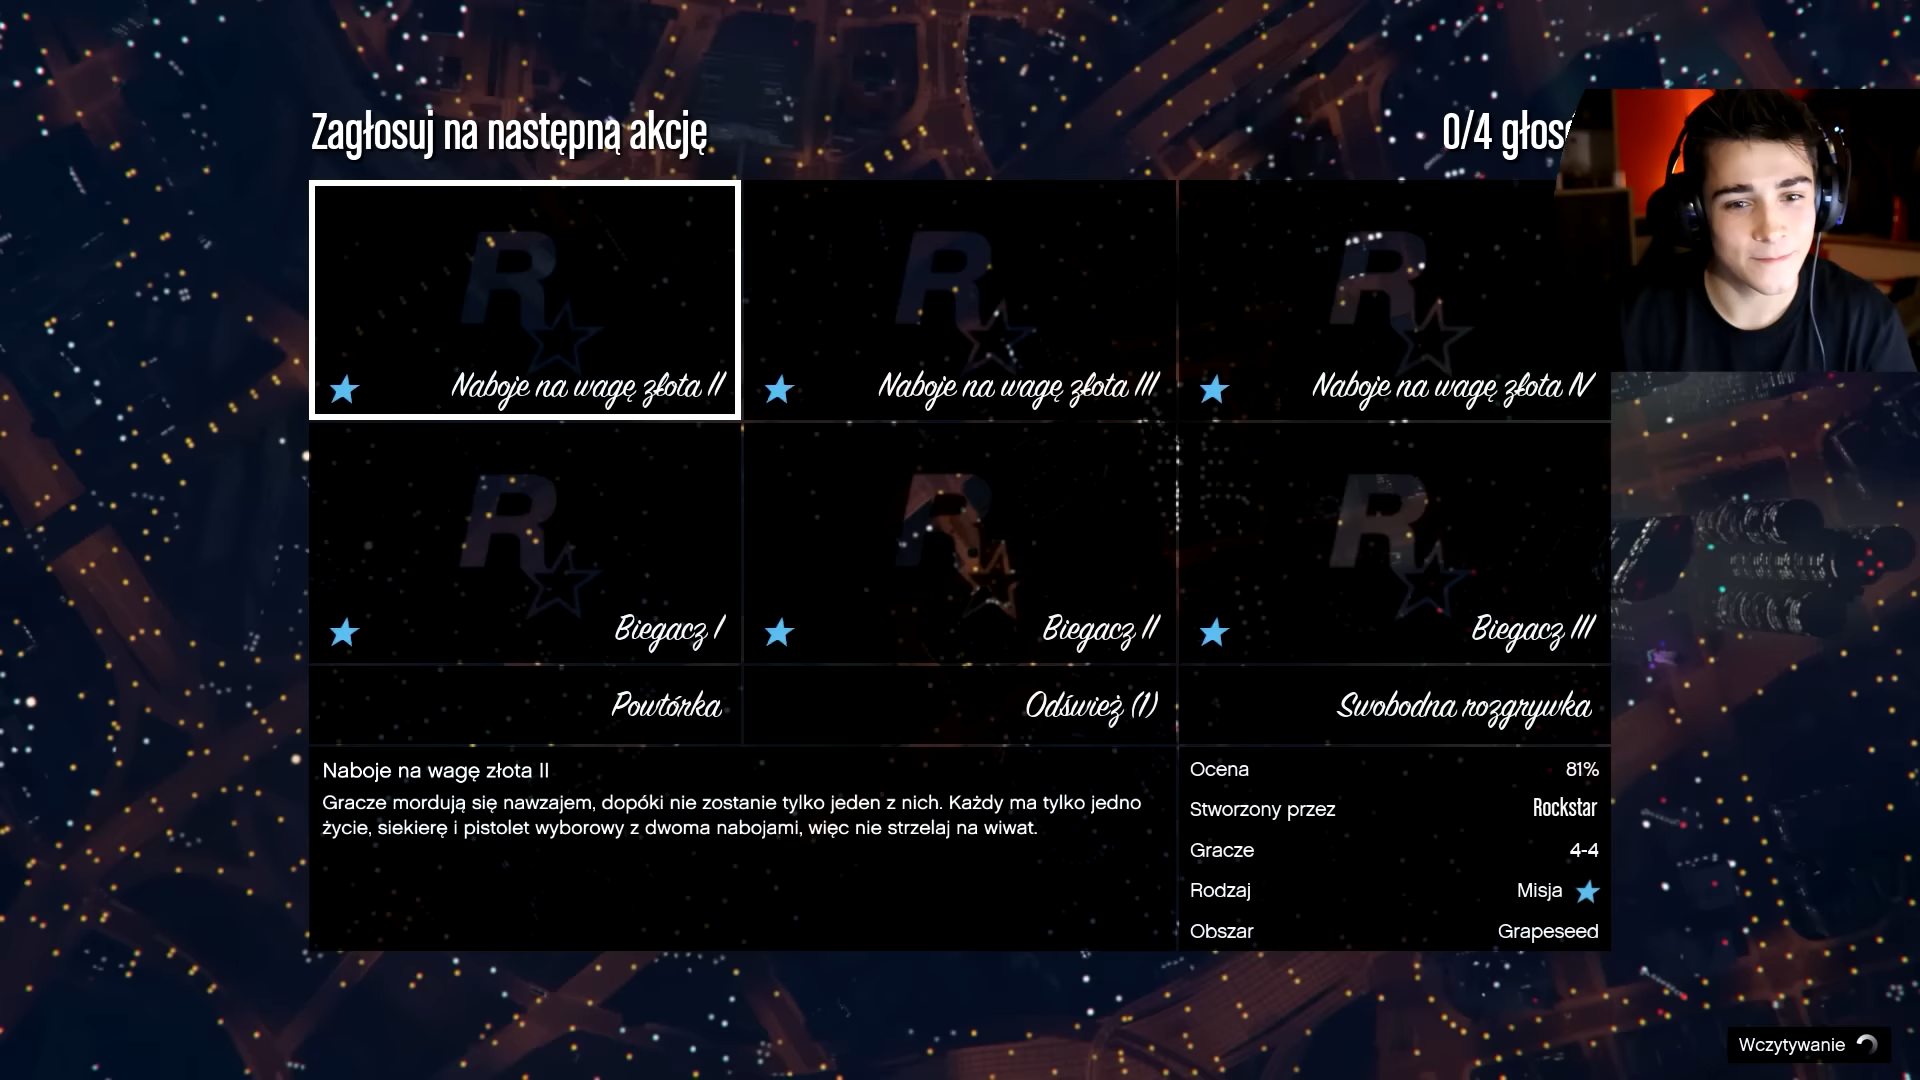 Zagłosuj na następną akcję
0/4
Naboje na wagę złota II
Naboje na wagę złota III
Naboje na wagę złota IV
Biegacz I
Biegacz II
Biegacz III
Powtórka
Odśwież (1)
Swobodna rozgrywka
Naboje na wagę złota II
Gracze mordują się nawzajem, dopóki nie zostanie tylko jeden z nich. Każdy ma tylko jedno
życie, siekierę i pistolet wyborowy z dwoma nabojami, więc nie strzelaj na wiwat.
Ocena 81%
Stworzony przez Rockstar
Gracze 4-4
Rodzaj Misja
Obszar Grapeseed
Wczytywanie